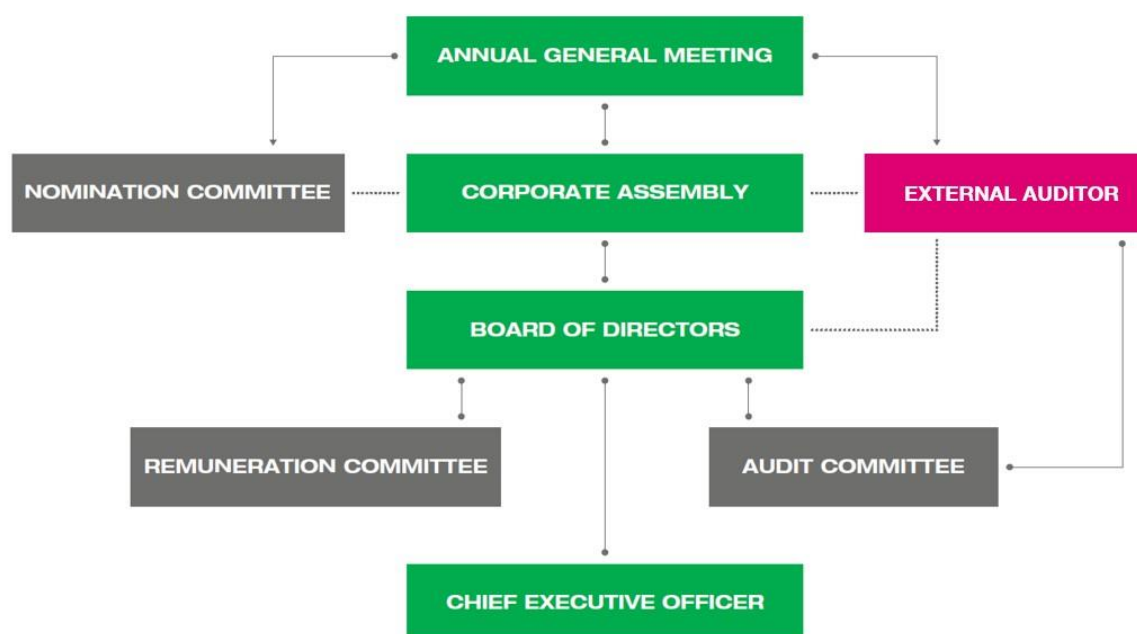 ANNUAL GENERAL MEETING
NOMINATION COMMITTEE
CORPORATE ASSEMBLY
EXTERNAL AUDITOR
BOARD OF DIRECTORS
REMUNERATION COMMITTEE
AUDIT COMMITTEE
CHIEF EXECUTIVE OFFICER